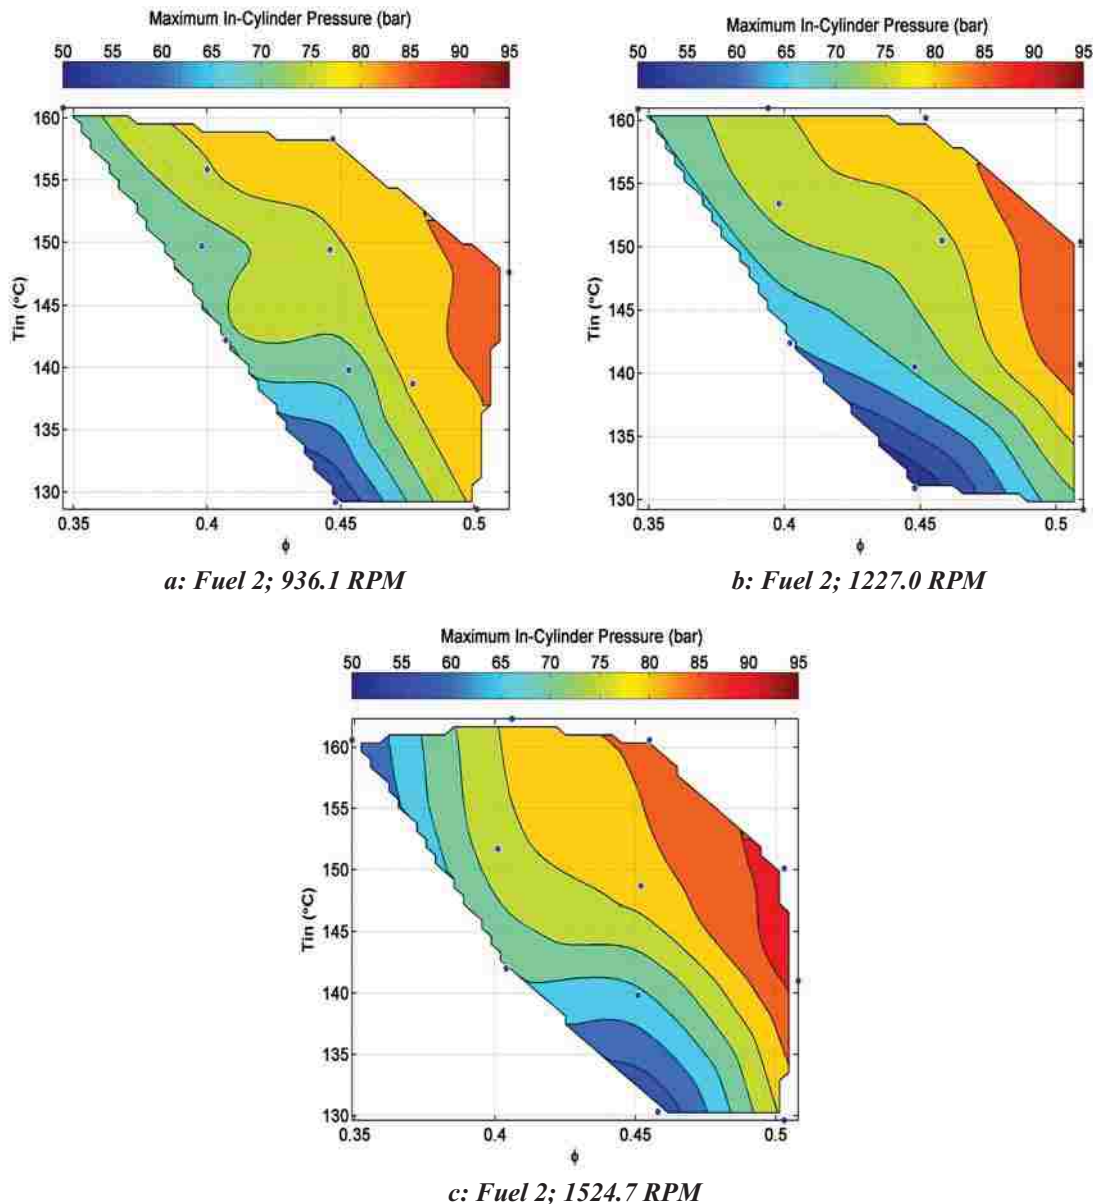 Maximum In-Cylinder Pressure (bar)
50 55 60 65 70 75 80 85 90 95
160
155
150
145
140
135
130
Tin (°C)
0.35 0.4 0.45 0.5
ϕ
a: Fuel 2; 936.1 RPM
Maximum In-Cylinder Pressure (bar)
50 55 60 65 70 75 80 85 90 95
160
155
150
145
140
135
130
Tin (°C)
0.35 0.4 0.45 0.5
ϕ
b: Fuel 2; 1227.0 RPM
Maximum In-Cylinder Pressure (bar)
50 55 60 65 70 75 80 85 90 95
160
155
150
145
140
135
130
Tin (°C)
0.35 0.4 0.45 0.5
ϕ
c: Fuel 2; 1524.7 RPM